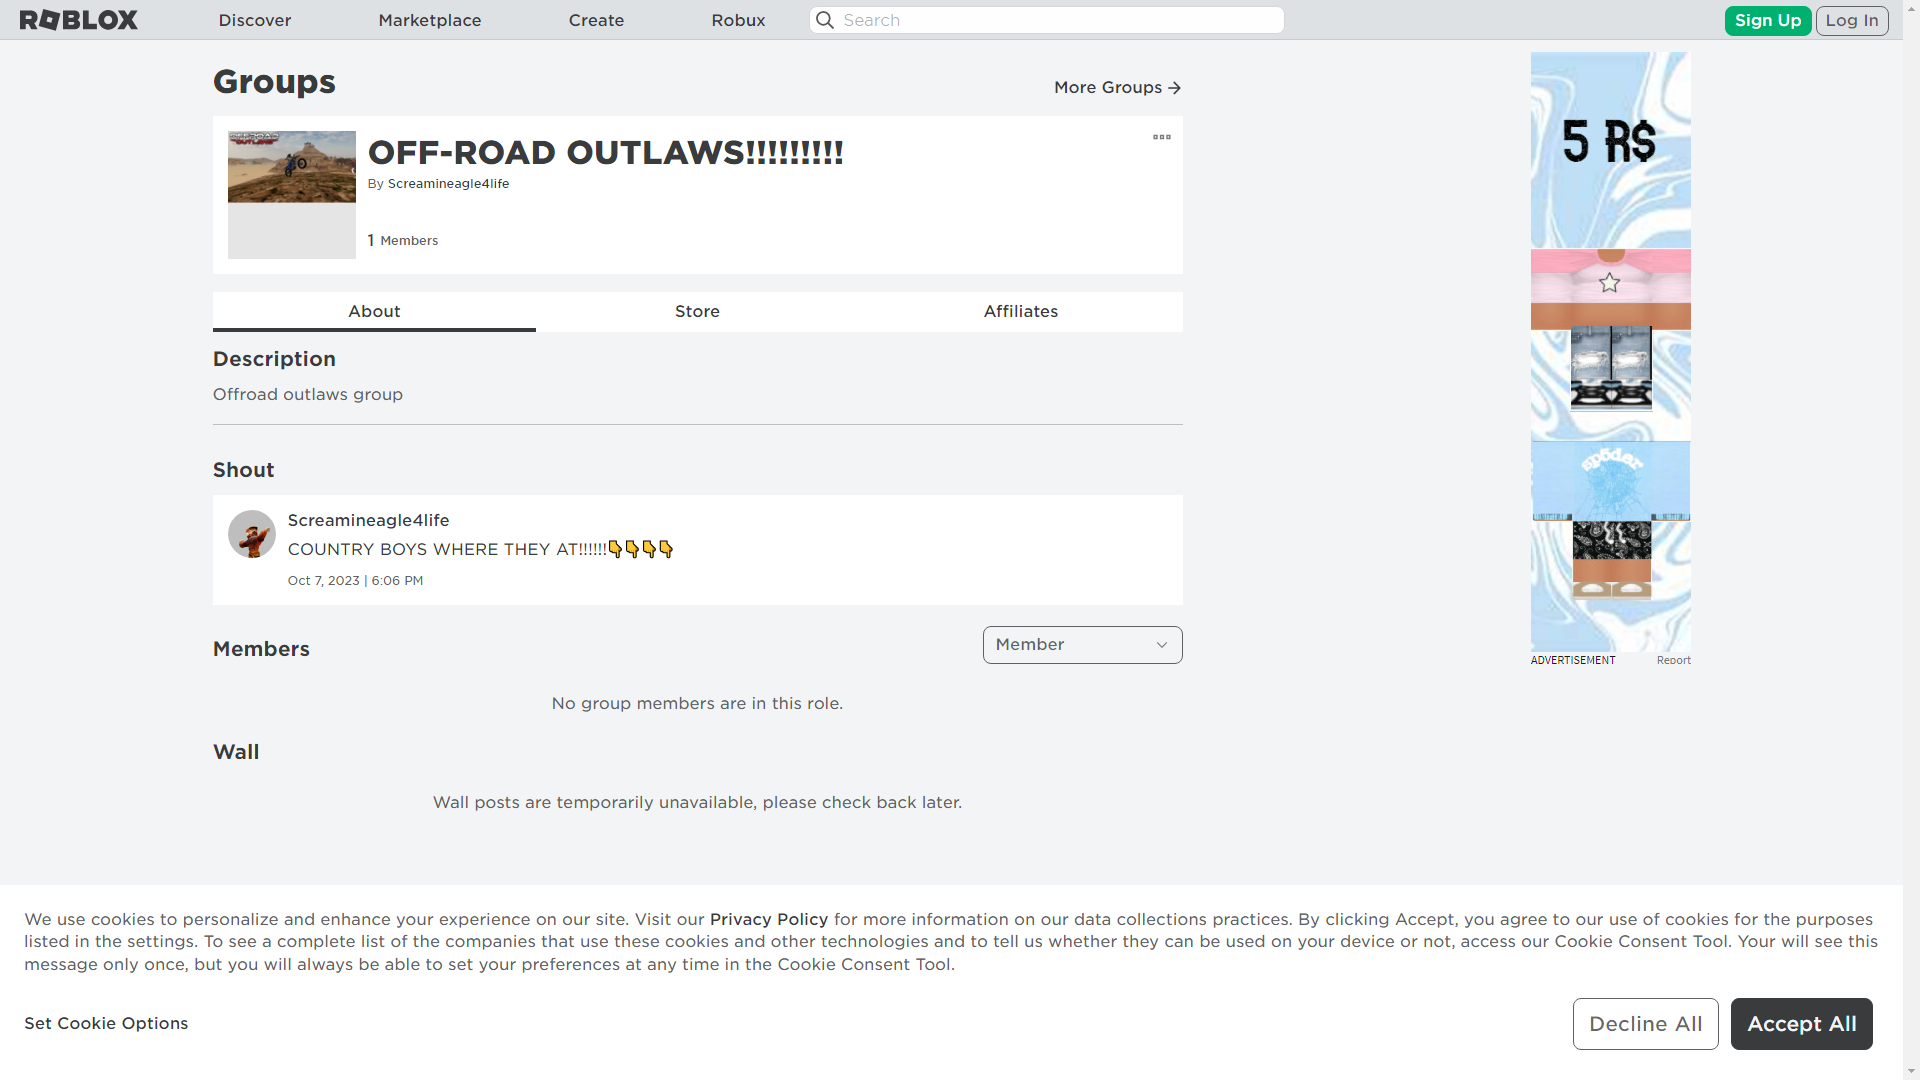 ROBLOX
Discover
Marketplace
Create
Robux
Search
Sign Up
Log In
Groups
More Groups
OFFROAD
OUTLAWS
OFF-ROAD OUTLAWS!!!!!!!!!
By Screamineagle4life
1 Members
About
Store
Affiliates
Description
Offroad outlaws group
Shout
Screamineagle4life
COUNTRY BOYS WHERE THEY AT!!!!!!👇👇👇👇
Oct 7, 2023 | 6:06 PM
Members
Member
No group members are in this role.
Wall
Wall posts are temporarily unavailable, please check back later.
5 R$
sp5der
ADVERTISEMENT
Report
We use cookies to personalize and enhance your experience on our site. Visit our Privacy Policy for more information on our data collections practices. By clicking Accept, you agree to our use of cookies for the purposes
listed in the settings. To see a complete list of the companies that use these cookies and other technologies and to tell us whether they can be used on your device or not, access our Cookie Consent Tool. Your will see this
message only once, but you will always be able to set your preferences at any time in the Cookie Consent Tool.
Set Cookie Options
Decline All
Accept All